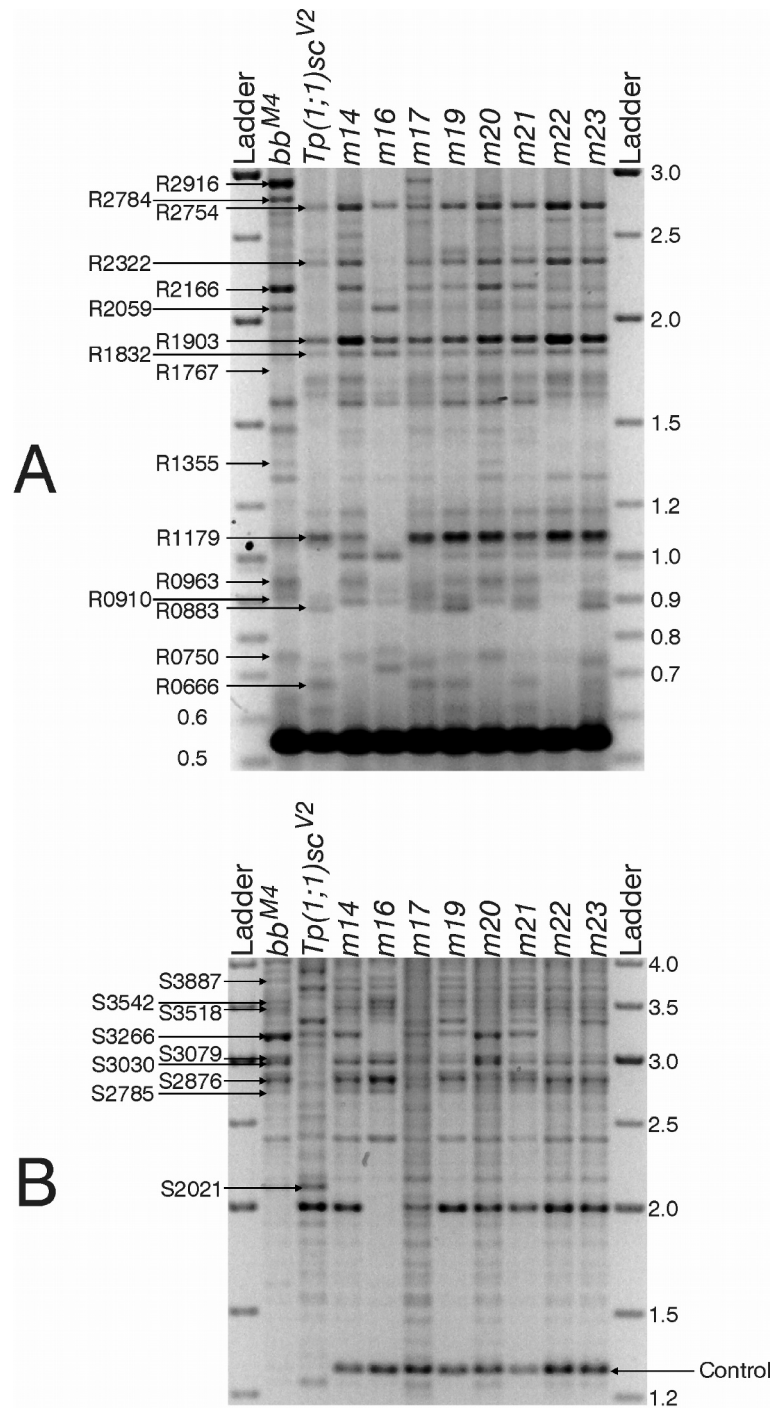 Ladder
bb^M4
Tp(1;1)sc^V2
m14
m16
m17
m19
m20
m21
m22
m23
Ladder
R2916
R2784
R2754
R2322
R2166
R2059
R1903
R1832
R1767
R1355
R1179
R0963
R0910
R0883
R0750
R0666
0.6
0.5
3.0
2.5
2.0
1.5
1.2
1.0
0.9
0.8
0.7
A
Ladder
bb^M4
Tp(1;1)sc^V2
m14
m16
m17
m19
m20
m21
m22
m23
Ladder
S3887
S3542
S3518
S3266
S3079
S3030
S2876
S2785
S2021
4.0
3.5
3.0
2.5
2.0
1.5
Control
1.2
B